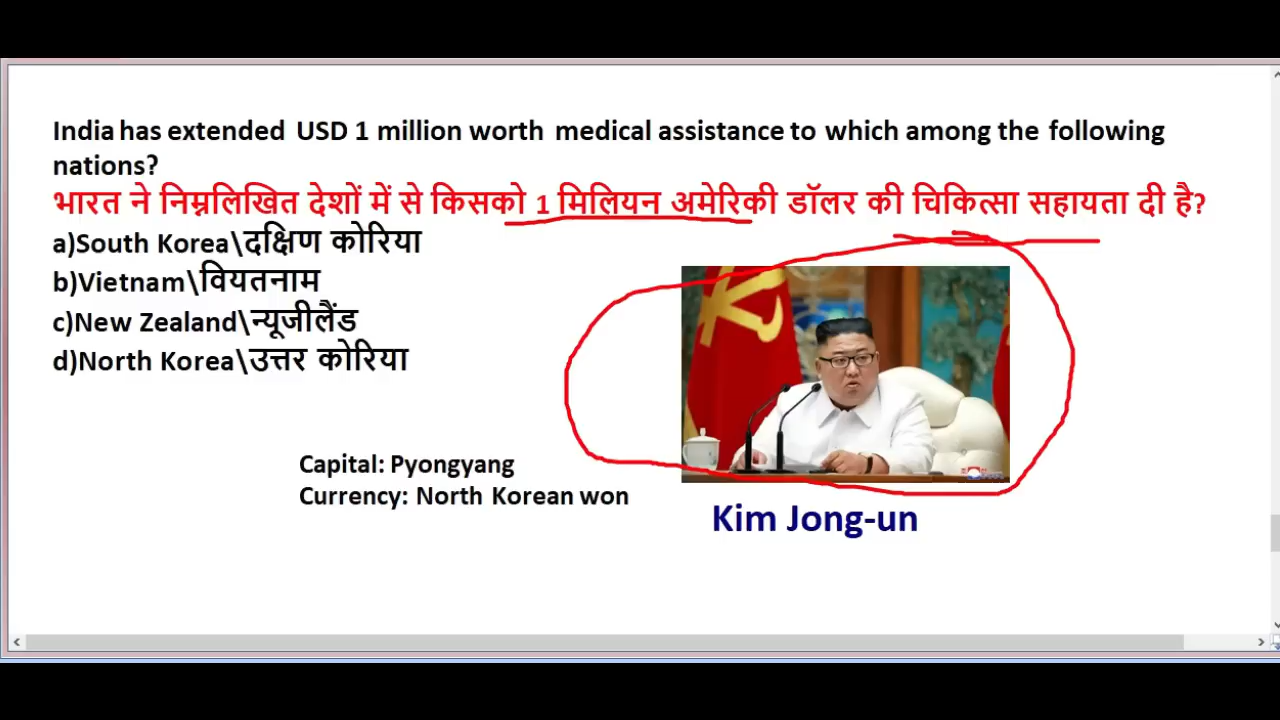 India has extended USD 1 million worth medical assistance to which among the following
nations?
भारत ने निम्नलिखित देशों में से किसको 1 मिलियन अमेरिकी डॉलर की चिकित्सा सहायता दी है?
a)South Korea\दक्षिण कोरिया
b)Vietnam\वियतनाम
c)New Zealand\न्यूजीलैंड
d)North Korea\उत्तर कोरिया
Capital: Pyongyang
Currency: North Korean won
Kim Jong-un